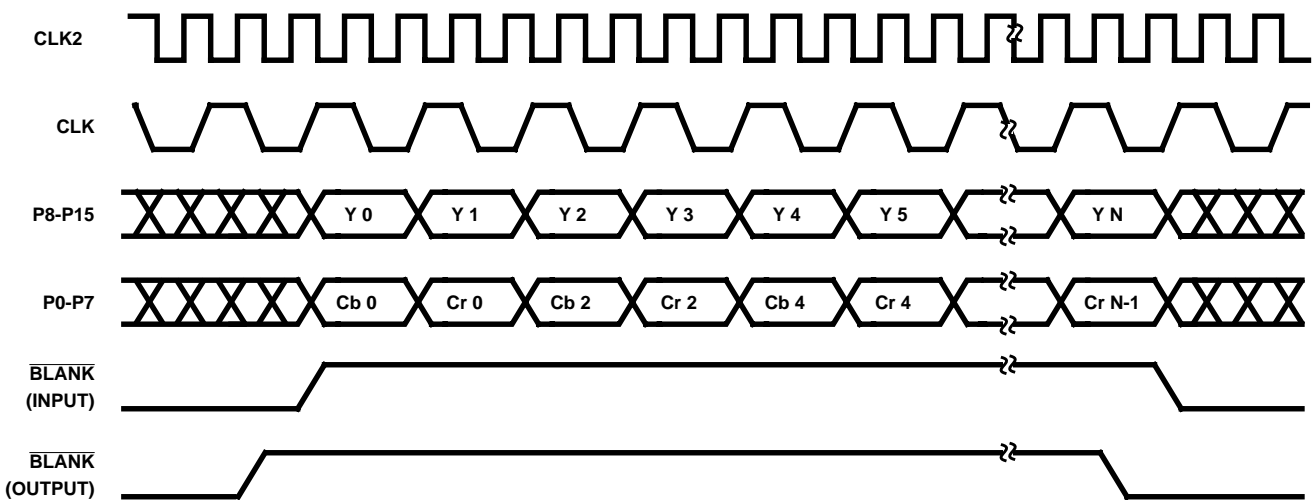 CLK2
CLK
P8-P15
Y 0
Y 1
Y 2
Y 3
Y 4
Y 5
Y N
P0-P7
Cb 0
Cr 0
Cb 2
Cr 2
Cb 4
Cr 4
Cr N-1
BLANK
(INPUT)
BLANK
(OUTPUT)